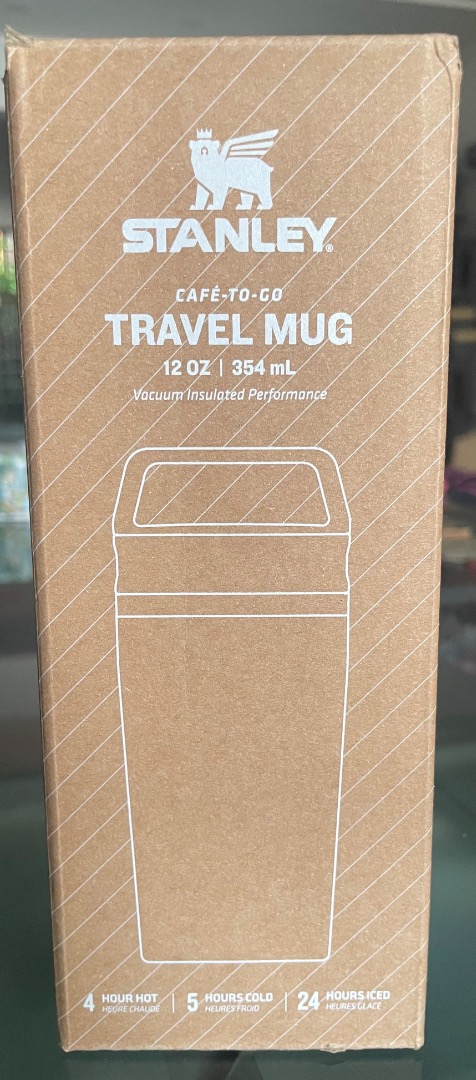 STANLEY®
CAFÉ-TO-GO
TRAVEL MUG
12 OZ | 354 mL
Vacuum Insulated Performance
4 HOUR HOT | 5 HOURS COLD | 24 HOURS ICED
HEURE CHAUDE HEURES FROID HEURES GLACÉ